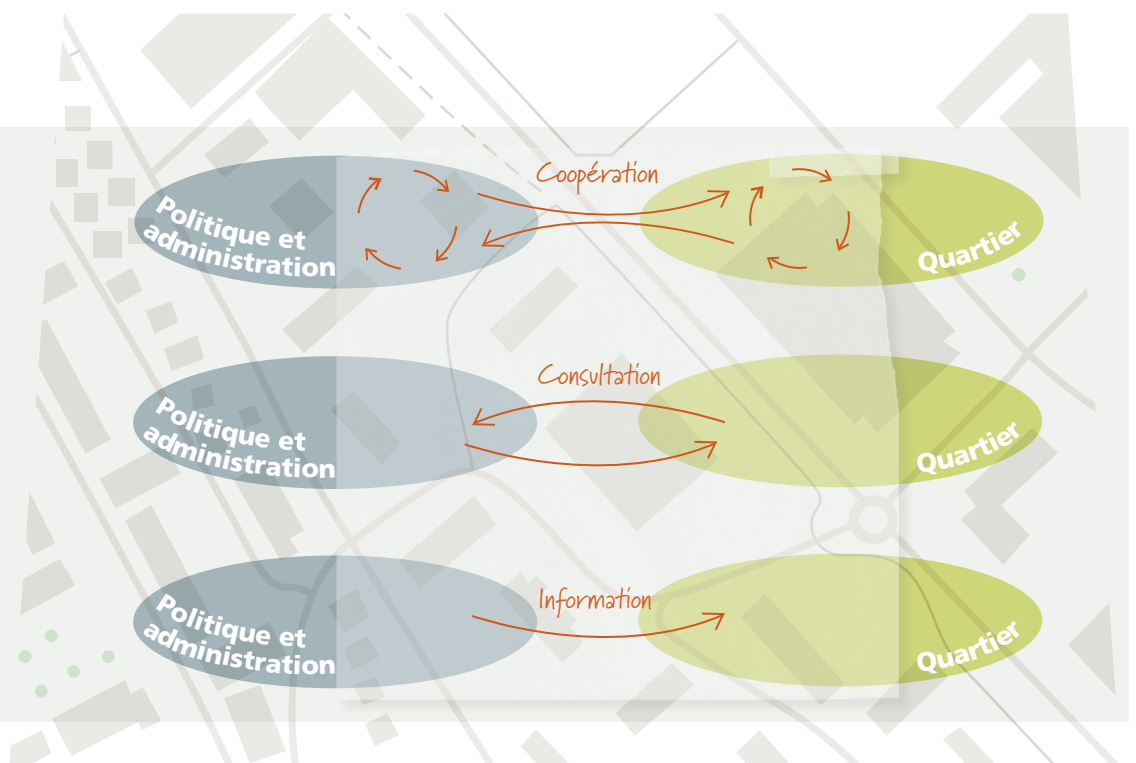 Coopération
Politique et
administration
Quartier
Consultation
Politique et
administration
Quartier
Information
Politique et
administration
Quartier